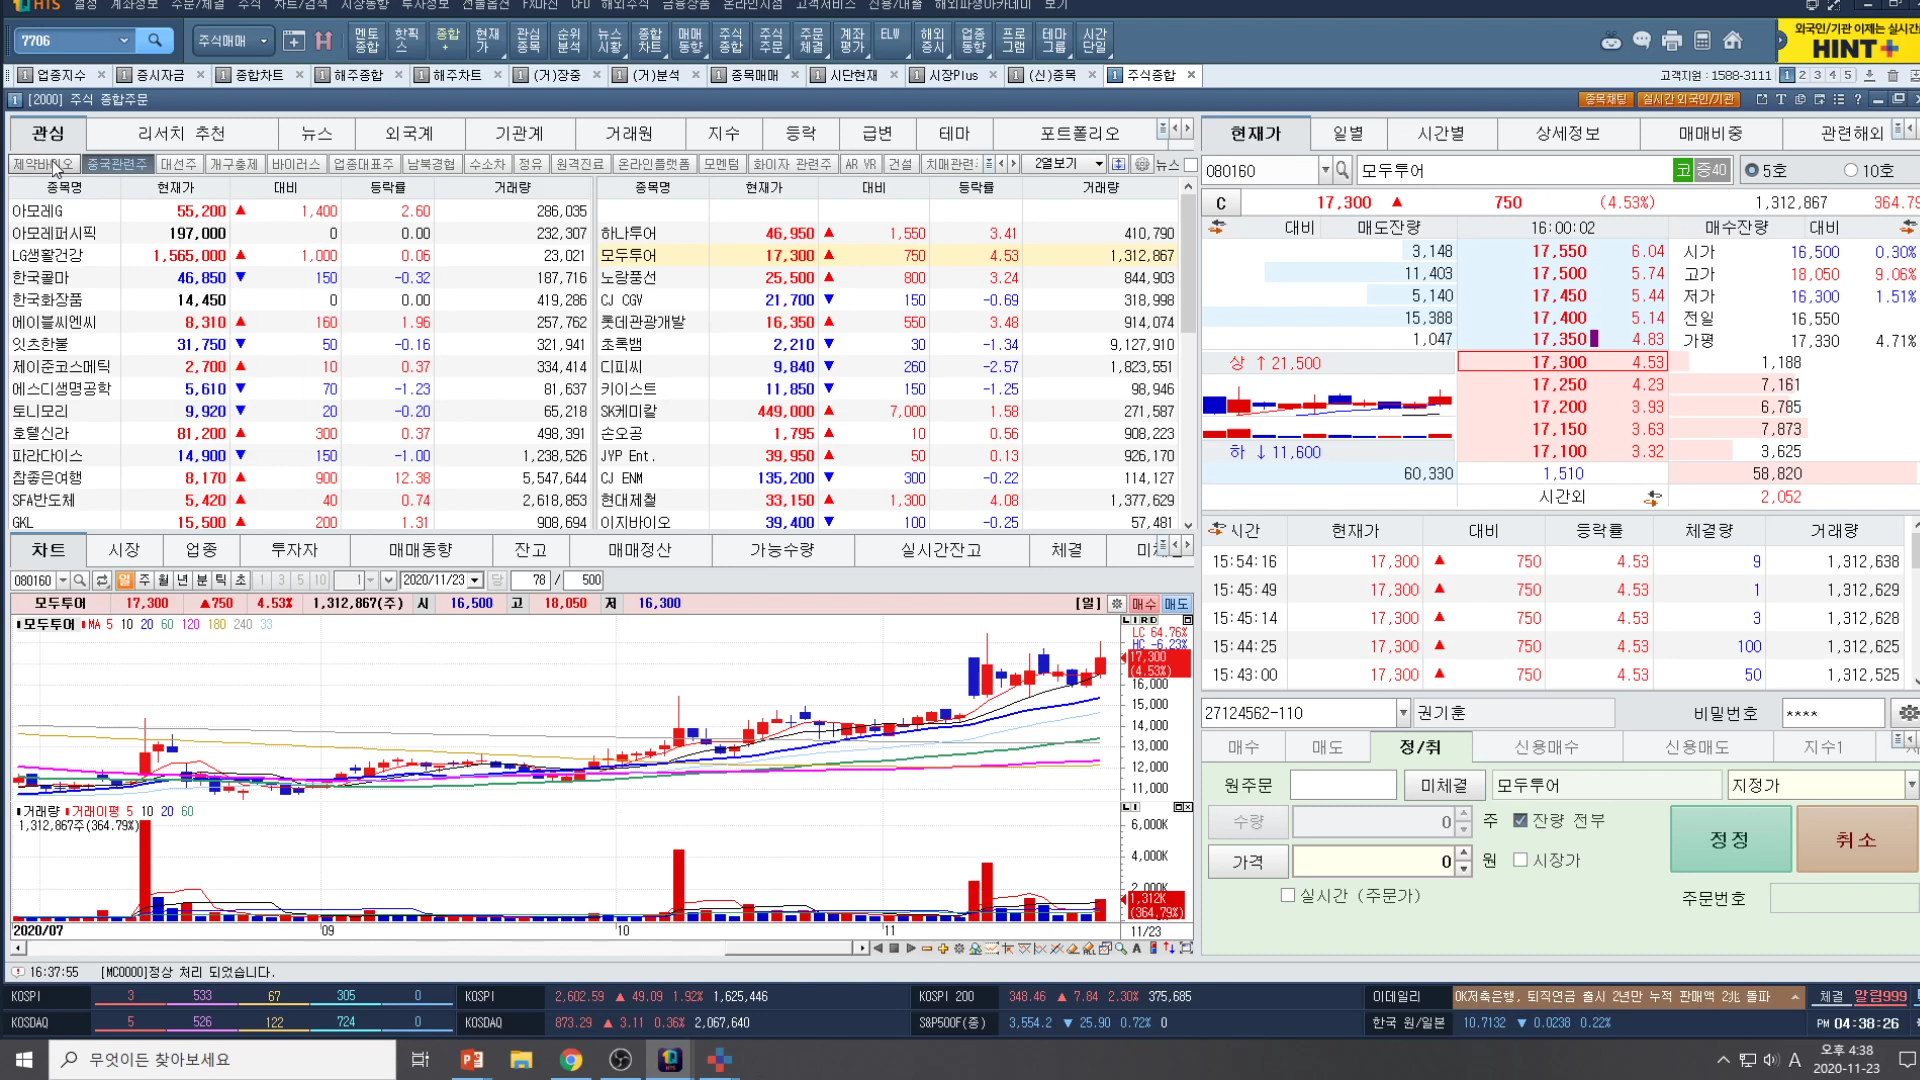 HTS 설정 계좌정보 주문/체결 주식 차트/검색 시장동향 투자정보 선물옵션 FX마진 CFD 해외주식 금융상품 온라인지점 고객서비스 신용/대출 해외파생아카데미 보기
7706 주식매매 멘토종합 핫픽스 종합+ 현재가 관심종목 순위분석 뉴스시황 종합차트 매매동향 주식종합 주식주문 주문체결 계좌평가 ELW 해외증시 업종동향 프로그램 테마그룹 시간단일
외국인/기관 이제는 실시간
HINT+
1 업종지수 1 증시자금 1 종합차트 1 해주종합 1 해주차트 1 (거)장중 1 (거)분석 1 종목매매 1 시단현재 1 시장Plus 1 (신)종목 1 주식종합 고객지원 : 1588-3111 1 2 3 4 5
1 [2000] 주식 종합주문 종목채팅 실시간 외국인/기관
관심 리서치 추천 뉴스 외국계 기관계 거래원 지수 등락 급변 테마 포트폴리오
제약바이오 중국관련주 대선주 개구충제 바이러스 업종대표주 남북경협 수소차 정유 원격진료 온라인플랫폼 모멘텀 화이자 관련주 AR VR 건설 치매관련 2열보기 뉴스
종목명 현재가 대비 등락률 거래량 종목명 현재가 대비 등락률 거래량
아모레G 55,200 ▲ 1,400 2.60 286,035
아모레퍼시픽 197,000 0 0.00 232,307 하나투어 46,950 ▲ 1,550 3.41 410,790
LG생활건강 1,565,000 ▲ 1,000 0.06 23,021 모두투어 17,300 ▲ 750 4.53 1,312,867
한국콜마 46,850 ▼ 150 -0.32 187,716 노랑풍선 25,500 ▲ 800 3.24 844,903
한국화장품 14,450 0 0.00 419,286 CJ CGV 21,700 ▼ 150 -0.69 318,998
에이블씨엔씨 8,310 ▲ 160 1.96 257,762 롯데관광개발 16,350 ▲ 550 3.48 914,074
잇츠한불 31,750 ▼ 50 -0.16 321,941 초록뱀 2,210 ▼ 30 -1.34 9,127,910
제이준코스메틱 2,700 ▲ 10 0.37 334,414 디피씨 9,840 ▼ 260 -2.57 1,823,551
에스디생명공학 5,610 ▼ 70 -1.23 81,637 키이스트 11,850 ▼ 150 -1.25 98,946
토니모리 9,920 ▼ 20 -0.20 65,218 SK케미칼 449,000 ▲ 7,000 1.58 271,587
호텔신라 81,200 ▲ 300 0.37 498,391 손오공 1,795 ▲ 10 0.56 908,223
파라다이스 14,900 ▼ 150 -1.00 1,238,526 JYP Ent. 39,950 ▲ 50 0.13 926,170
참좋은여행 8,170 ▲ 900 12.38 5,547,644 CJ ENM 135,200 ▼ 300 -0.22 114,127
SFA반도체 5,420 ▲ 40 0.74 2,618,853 현대제철 33,150 ▲ 1,300 4.08 1,377,629
GKL 15,500 ▲ 200 1.31 908,694 이지바이오 39,400 ▼ 100 -0.25 57,481
차트 시장 업종 투자자 매매동향 잔고 매매정산 가능수량 실시간잔고 체결
080160 일 주 월 년 분 틱 초 1 3 5 10 1 2020/11/23 당 78 / 500
모두투어 17,300 ▲750 4.53% 1,312,867(주) 시 16,500 고 18,050 저 16,300 [일] 매수 매도
모두투어 MA 5 10 20 60 120 180 240 33
LC 64.76%
HC -6.23%
17,300
(4.53%)
16,000
15,000
14,000
13,000
12,000
11,000
거래량 거래이평 5 10 20 60
1,312,867주(364.79%)
6,000K
4,000K
2,000K
1,312K
(364.79%)
2020/07 09 10 11 11/23
현재가 일별 시간별 상세정보 매매비중 관련해외
080160 모두투어 코 증40 5호 10호
C 17,300 ▲ 750 (4.53%) 1,312,867 364.79
대비 매도잔량 16:00:02 매수잔량 대비
3,148 17,550 6.04 시가 16,500 0.30%
11,403 17,500 5.74 고가 18,050 9.06%
5,140 17,450 5.44 저가 16,300 1.51%
15,388 17,400 5.14 전일 16,550
1,047 17,350 4.83 가평 17,330 4.71%
상 ↑ 21,500 17,300 4.53 1,188
17,250 4.23 7,161
17,200 3.93 6,785
17,150 3.63 7,873
하 ↓ 11,600 17,100 3.32 3,625
60,330 1,510 58,820
시간외 2,052
시간 현재가 대비 등락률 체결량 거래량
15:54:16 17,300 ▲ 750 4.53 9 1,312,638
15:45:49 17,300 ▲ 750 4.53 1 1,312,629
15:45:14 17,300 ▲ 750 4.53 3 1,312,628
15:44:25 17,300 ▲ 750 4.53 100 1,312,625
15:43:00 17,300 ▲ 750 4.53 50 1,312,525
27124562-110 권기훈 비밀번호 ****
매수 매도 정/취 신용매수 신용매도 지수1
원주문 미체결 모두투어 지정가
수량 0 주 잔량 전부 정정 취소
가격 0 원 시장가
실시간 (주문가) 주문번호
16:37:55 [MC0000]정상 처리 되었습니다.
KOSPI 3 533 67 305 0 KOSPI 2,602.59 ▲ 49.09 1.92% 1,625,446 KOSPI 200 348.46 ▲ 7.84 2.30% 375,685 이데일리 OK저축은행, 퇴직연금 출시 2년만 누적 판매액 2兆 돌파 체결 알림999
KOSDAQ 5 526 122 724 0 KOSDAQ 873.29 ▲ 3.11 0.36% 2,067,640 S&P500F(종) 3,554.2 ▼ 25.90 0.72% 0 한국 원/일본 10.7132 ▼ 0.0238 0.22% PM 04:38:26
무엇이든 찾아보세요 A 오후 4:38
2020-11-23